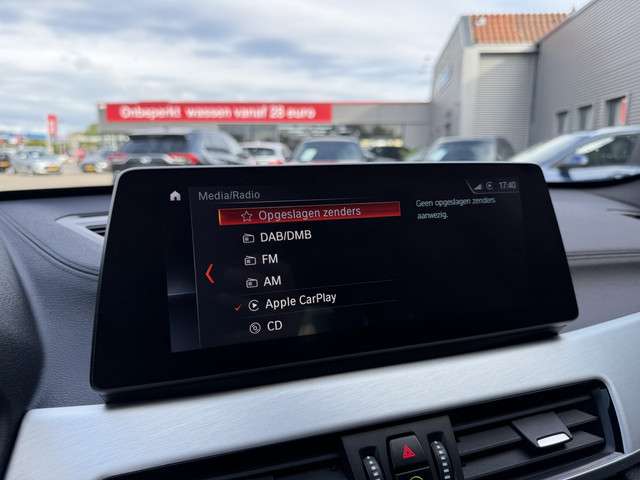 Onbeperkt wassen vanaf 28 euro
Media/Radio
17:40
Opgeslagen zenders
Geen opgeslagen zenders
aanwezig.
DAB/DMB
FM
AM
Apple CarPlay
CD